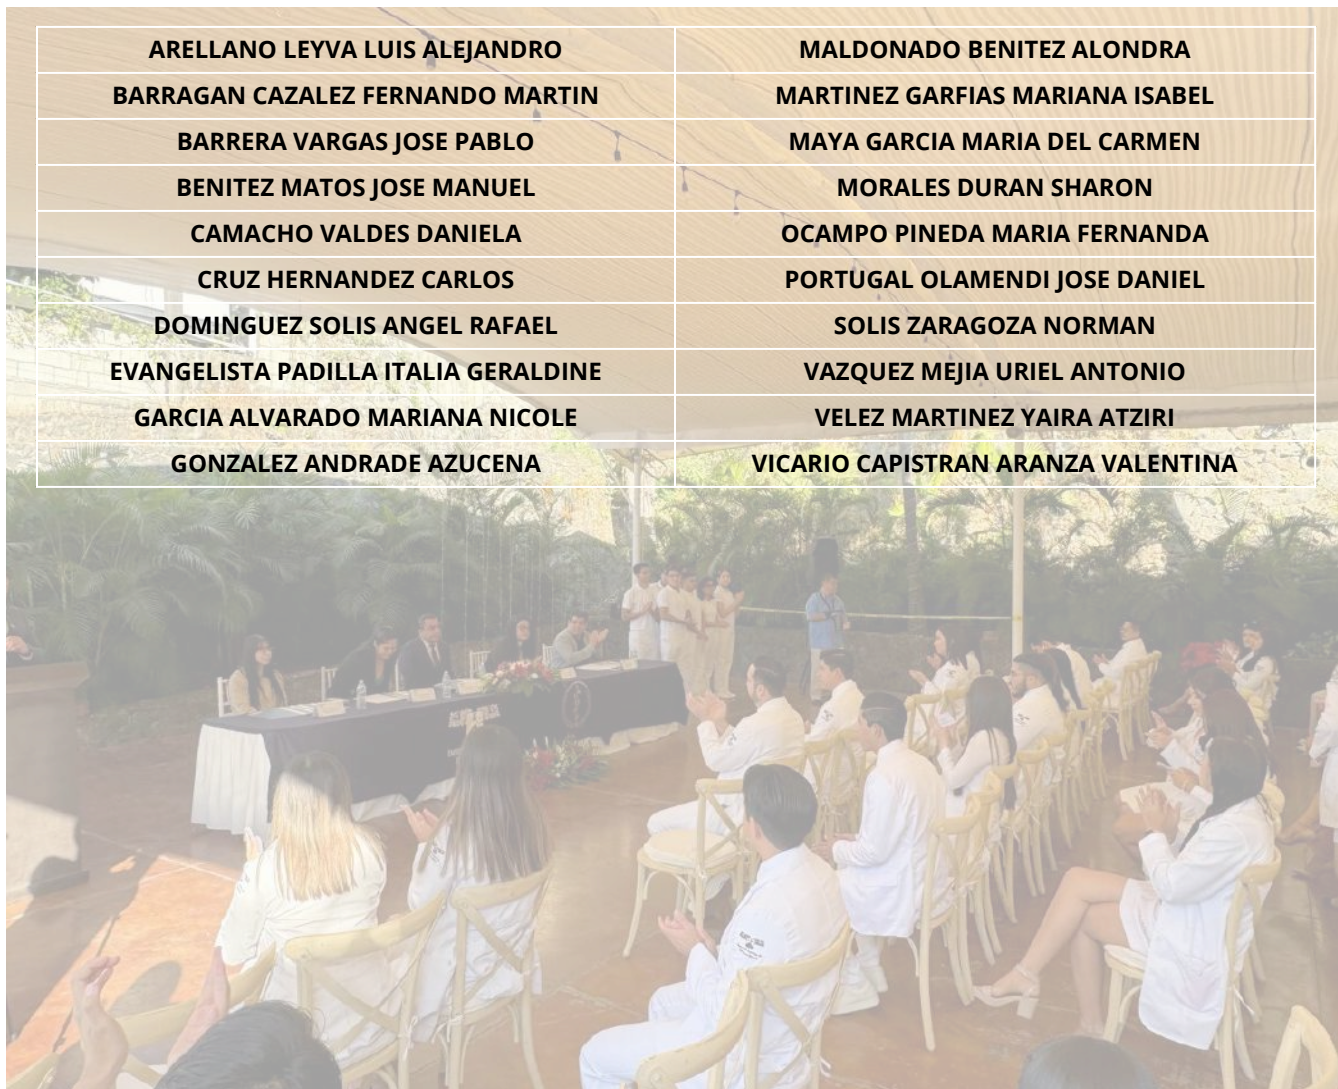 ARELLANO LEYVA LUIS ALEJANDRO
MALDONADO BENITEZ ALONDRA
BARRAGAN CAZALEZ FERNANDO MARTIN
MARTINEZ GARFIAS MARIANA ISABEL
BARRERA VARGAS JOSE PABLO
MAYA GARCIA MARIA DEL CARMEN
BENITEZ MATOS JOSE MANUEL
MORALES DURAN SHARON
CAMACHO VALDES DANIELA
OCAMPO PINEDA MARIA FERNANDA
CRUZ HERNANDEZ CARLOS
PORTUGAL OLAMENDI JOSE DANIEL
DOMINGUEZ SOLIS ANGEL RAFAEL
SOLIS ZARAGOZA NORMAN
EVANGELISTA PADILLA ITALIA GERALDINE
VAZQUEZ MEJIA URIEL ANTONIO
GARCIA ALVARADO MARIANA NICOLE
VELEZ MARTINEZ YAIRA ATZIRI
GONZALEZ ANDRADE AZUCENA
VICARIO CAPISTRAN ARANZA VALENTINA